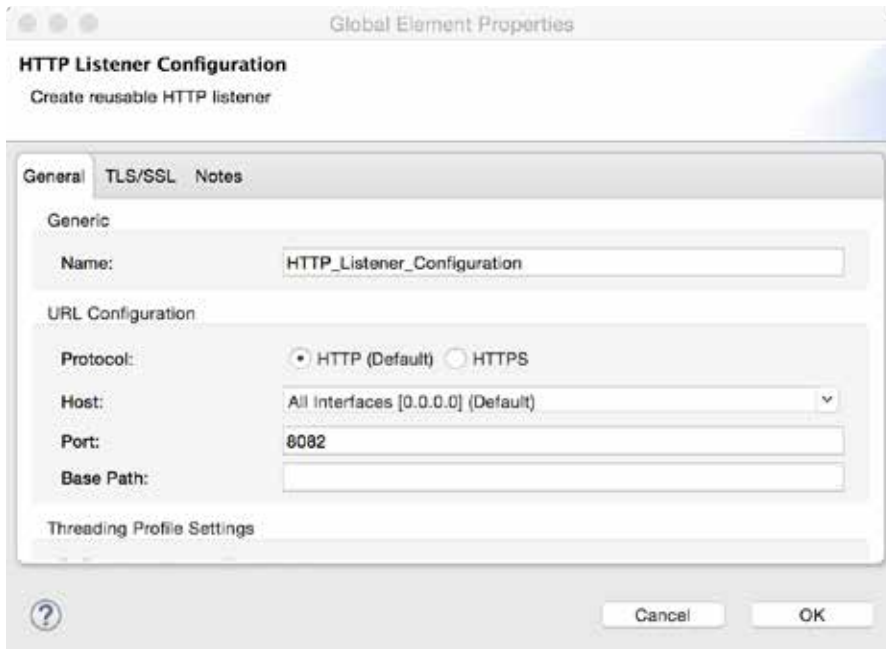 Global Element Properties
HTTP Listener Configuration
Create reusable HTTP listener
General TLS/SSL Notes
Generic
Name: HTTP_Listener_Configuration
URL Configuration
Protocol: HTTP (Default) HTTPS
Host: All Interfaces [0.0.0.0] (Default)
Port: 8082
Base Path:
Threading Profile Settings
? Cancel OK